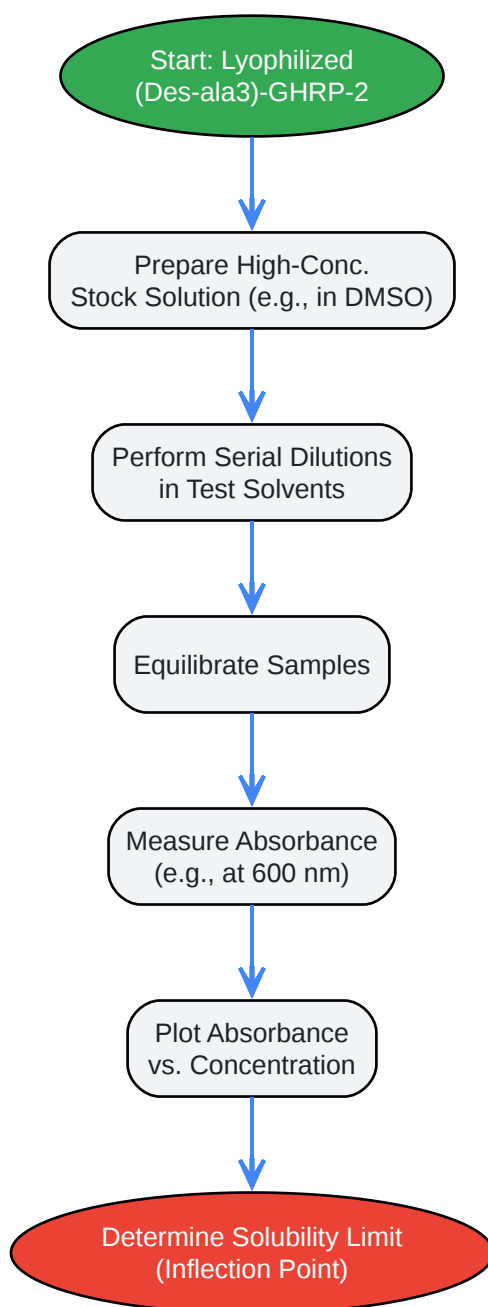 Start: Lyophilized
(Des-ala3)-GHRP-2
Prepare High-Conc.
Stock Solution (e.g., in DMSO)
Perform Serial Dilutions
in Test Solvents
Equilibrate Samples
Measure Absorbance
(e.g., at 600 nm)
Plot Absorbance
vs. Concentration
Determine Solubility Limit
(Inflection Point)